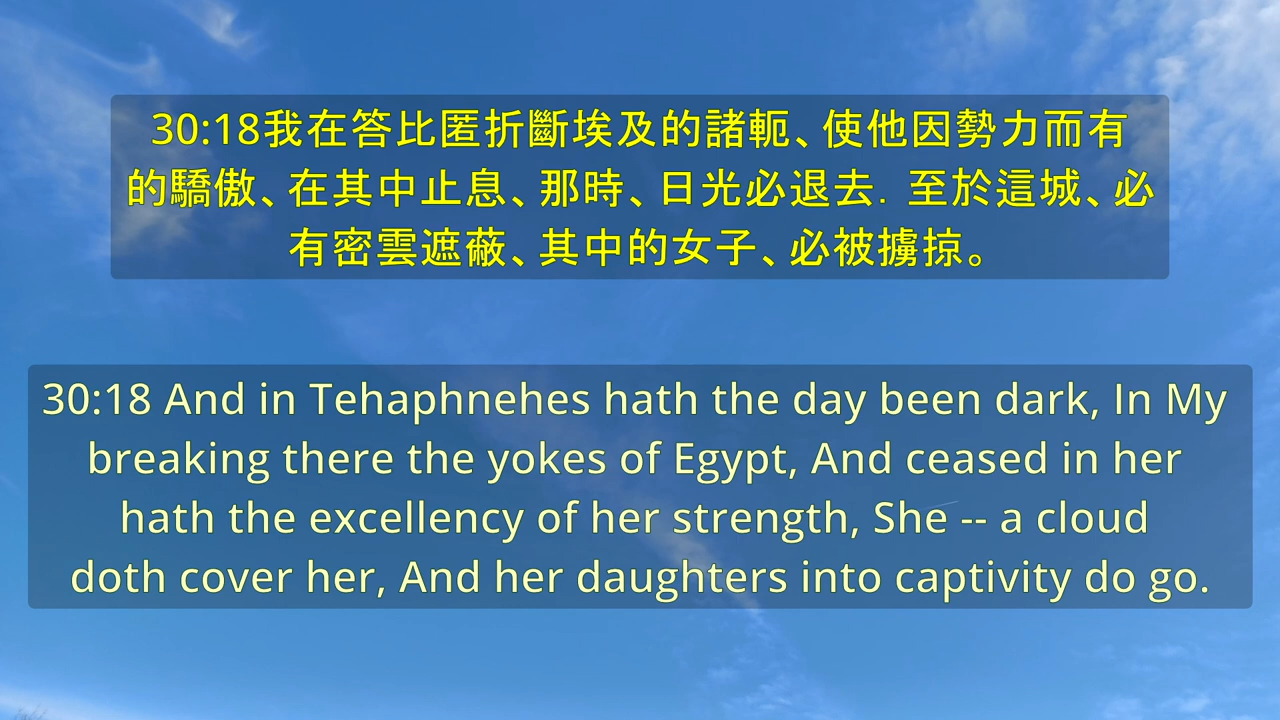 30:18我在答比匿折斷埃及的諸軛、使他因勢力而有
的驕傲、在其中止息、那時、日光必退去．至於這城、必
有密雲遮蔽、其中的女子、必被擄掠。
30:18 And in Tehaphnehes hath the day been dark, In My
breaking there the yokes of Egypt, And ceased in her
hath the excellency of her strength, She -- a cloud
doth cover her, And her daughters into captivity do go.